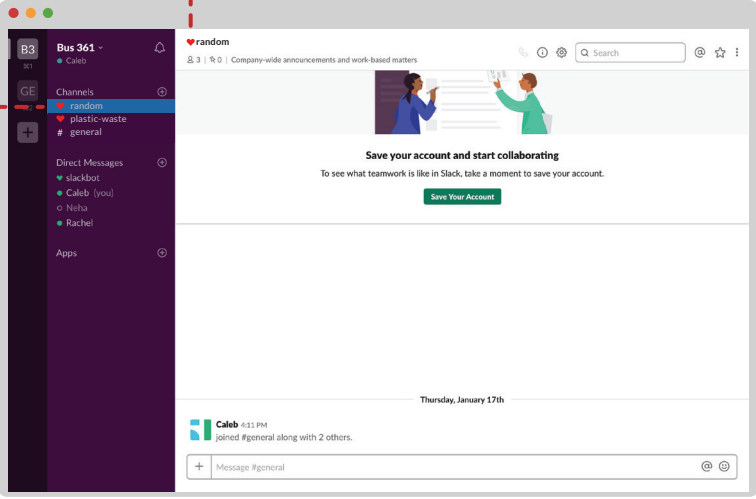 B3
⌘1
GE
Bus 361
Caleb
Channels
random
plastic-waste
# general
Direct Messages
slackbot
Caleb (you)
Neha
Rachel
Apps
random
3 | 0 | Company-wide announcements and work-based matters
Search
Save your account and start collaborating
To see what teamwork is like in Slack, take a moment to save your account.
Save Your Account
Thursday, January 17th
Caleb 4:11 PM
joined #general along with 2 others.
Message #general